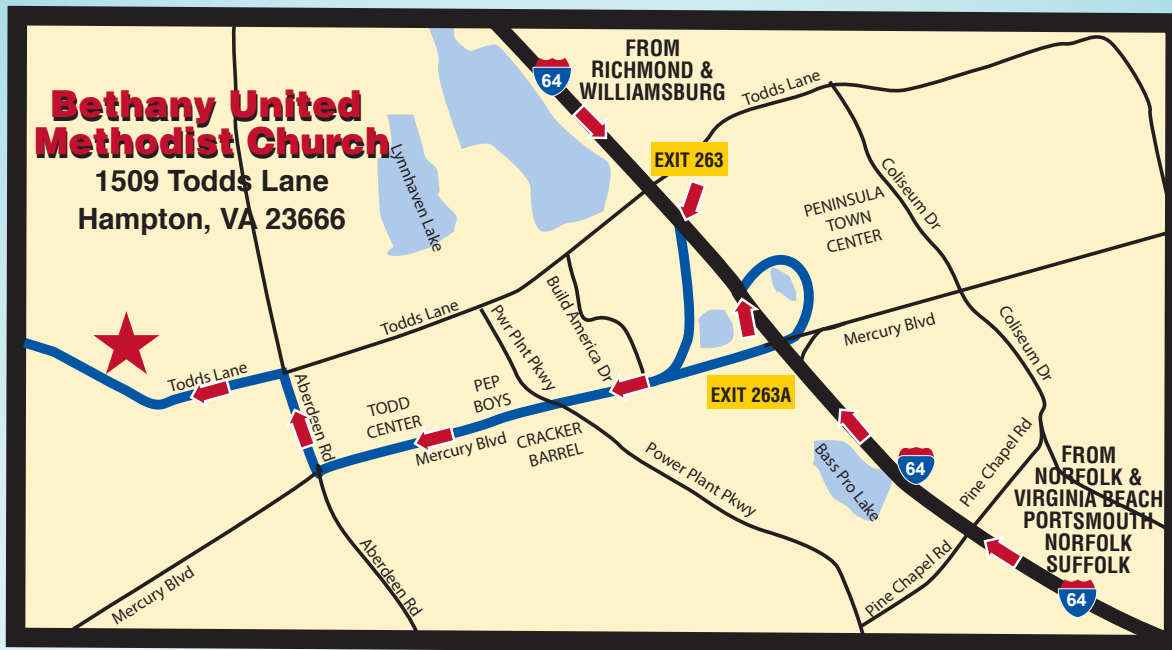 Bethany United
Methodist Church
1509 Todds Lane
Hampton, VA 23666
FROM
RICHMOND &
WILLIAMSBURG
64
EXIT 263
Todds Lane
Coliseum Dr
PENINSULA
TOWN
CENTER
Lynnhaven Lake
Todds Lane
Build America Dr
Pwr Plnt Pkwy
Mercury Blvd
Coliseum Dr
EXIT 263A
Todds Lane
Aberdeen Rd
TODD
CENTER
PEP
BOYS
Mercury Blvd
CRACKER
BARREL
Power Plant Pkwy
Bass Pro Lake
64
Pine Chapel Rd
FROM
NORFOLK &
VIRGINIA BEACH
PORTSMOUTH
NORFOLK
SUFFOLK
64
Mercury Blvd
Aberdeen Rd
Pine Chapel Rd